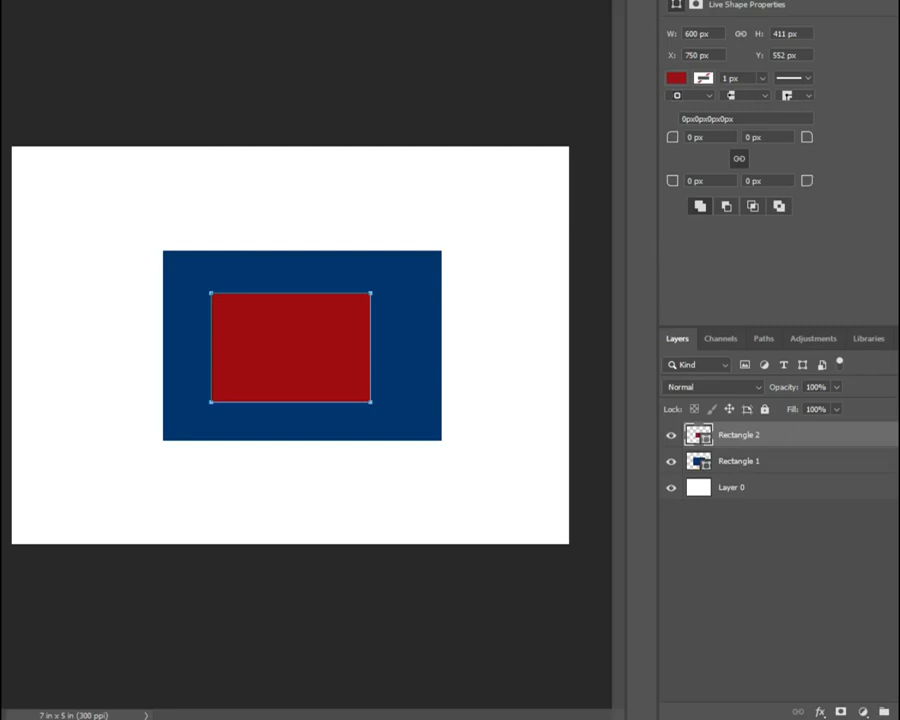 Live Shape Properties
W: 600 px H: 411 px
X: 750 px Y: 552 px
1 px
0px0px0px0px
0 px 0 px
0 px 0 px
Layers Channels Paths Adjustments Libraries
Kind
Normal Opacity: 100%
Lock: Fill: 100%
Rectangle 2
Rectangle 1
Layer 0
fx
7 in x 5 in (300 ppi)